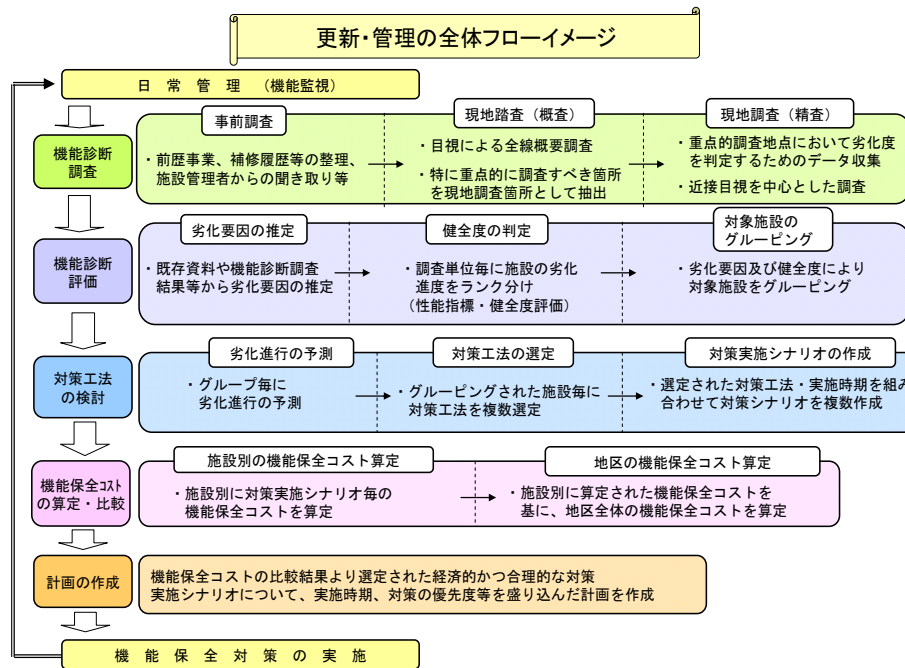 更新・管理の全体フローイメージ
日常管理（機能監視）
機能診断
調査
事前調査
・前歴事業、補修履歴等の整理、
施設管理者からの聞き取り等
現地踏査（概査）
・目視による全線概要調査
・特に重点的に調査すべき箇所
を現地調査箇所として抽出
現地調査（精査）
・重点的調査地点において劣化度
を判定するためのデータ収集
・近接目視を中心とした調査
機能診断
評価
劣化要因の推定
・既存資料や機能診断調査
結果等から劣化要因の推定
健全度の判定
・調査単位毎に施設の劣化
進度をランク分け
（性能指標・健全度評価）
対象施設の
グルーピング
・劣化要因及び健全度により
対象施設をグルーピング
対策工法
の検討
劣化進行の予測
・グループ毎に
劣化進行の予測
対策工法の選定
・グルーピングされた施設毎に
対策工法を複数選定
対策実施シナリオの作成
・選定された対策工法・実施時期を組み
合わせて対策シナリオを複数作成
機能保全ｺｽﾄ
の算定・比較
施設別の機能保全コスト算定
・施設別に対策実施シナリオ毎の
機能保全コストを算定
地区の機能保全コスト算定
・施設別に算定された機能保全コストを
基に、地区全体の機能保全コストを算定
計画の作成
機能保全コストの比較結果より選定された経済的かつ合理的な対策
実施シナリオについて、実施時期、対策の優先度等を盛り込んだ計画を作成
機能保全対策の実施